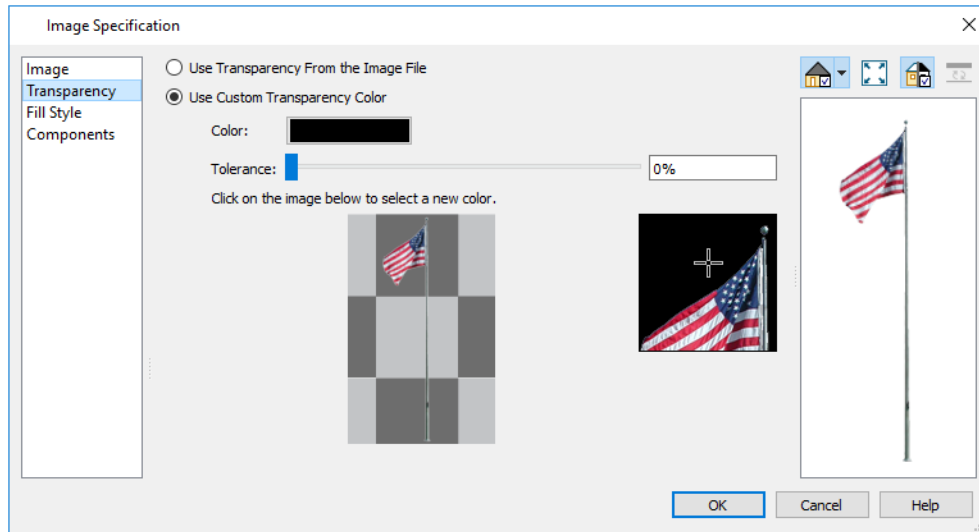 Image Specification
Image
Transparency
Fill Style
Components
Use Transparency From the Image File
Use Custom Transparency Color
Color:
Tolerance:
0%
Click on the image below to select a new color.
OK
Cancel
Help